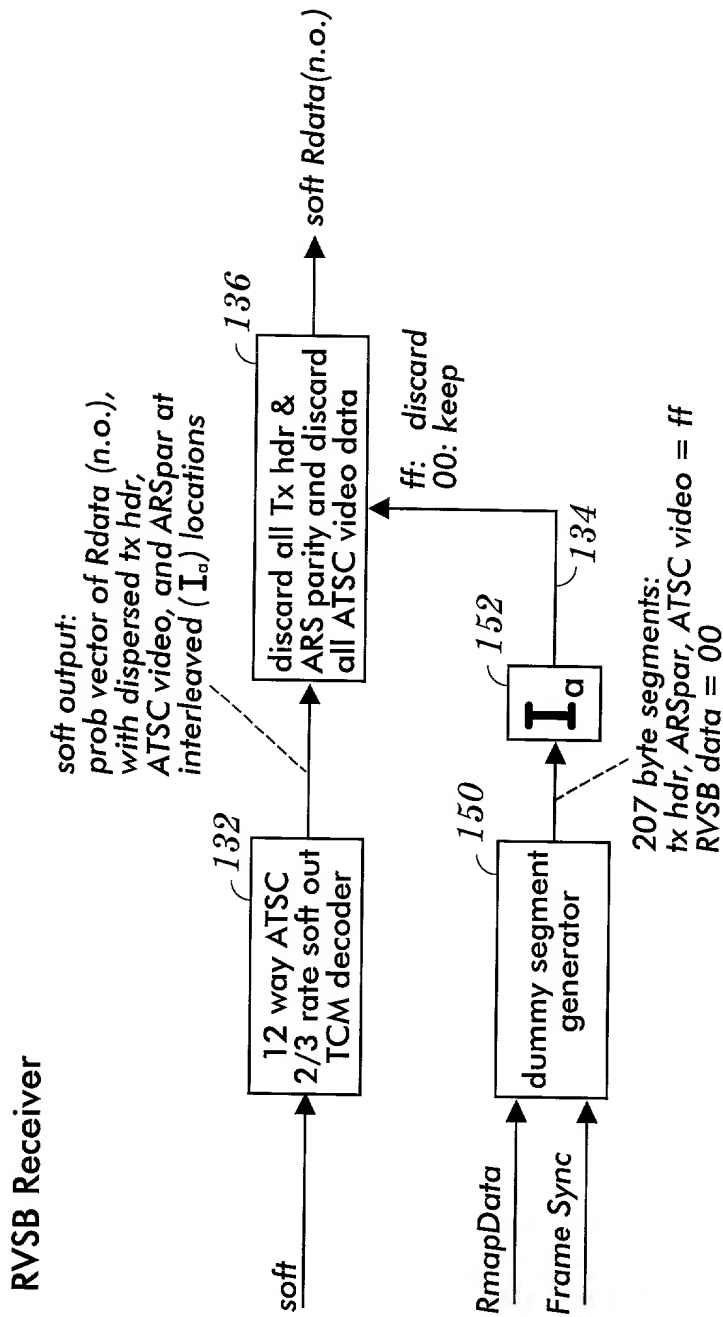 RVSB Receiver
soft output:
prob vector of Rdata (n.o.),
with dispersed tx hdr,
ATSC video, and ARSpar at
interleaved (Ia) locations
soft
132
12 way ATSC
2/3 rate soft out
TCM decoder
136
discard all Tx hdr &
ARS parity and discard
all ATSC video data
soft Rdata(n.o.)
ff: discard
00: keep
RmapData
Frame Sync
150
dummy segment
generator
152
Ia
134
207 byte segments:
tx hdr, ARSpar, ATSC video = ff
RVSB data = 00